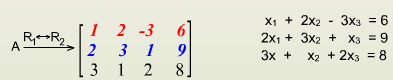 A R₁↔R₂ [ 1 2 -3 6
2 3 1 9
3 1 2 8 ]
x₁ + 2x₂ - 3x₃ = 6
2x₁ + 3x₂ + x₃ = 9
3x + x₂ + 2x₃ = 8